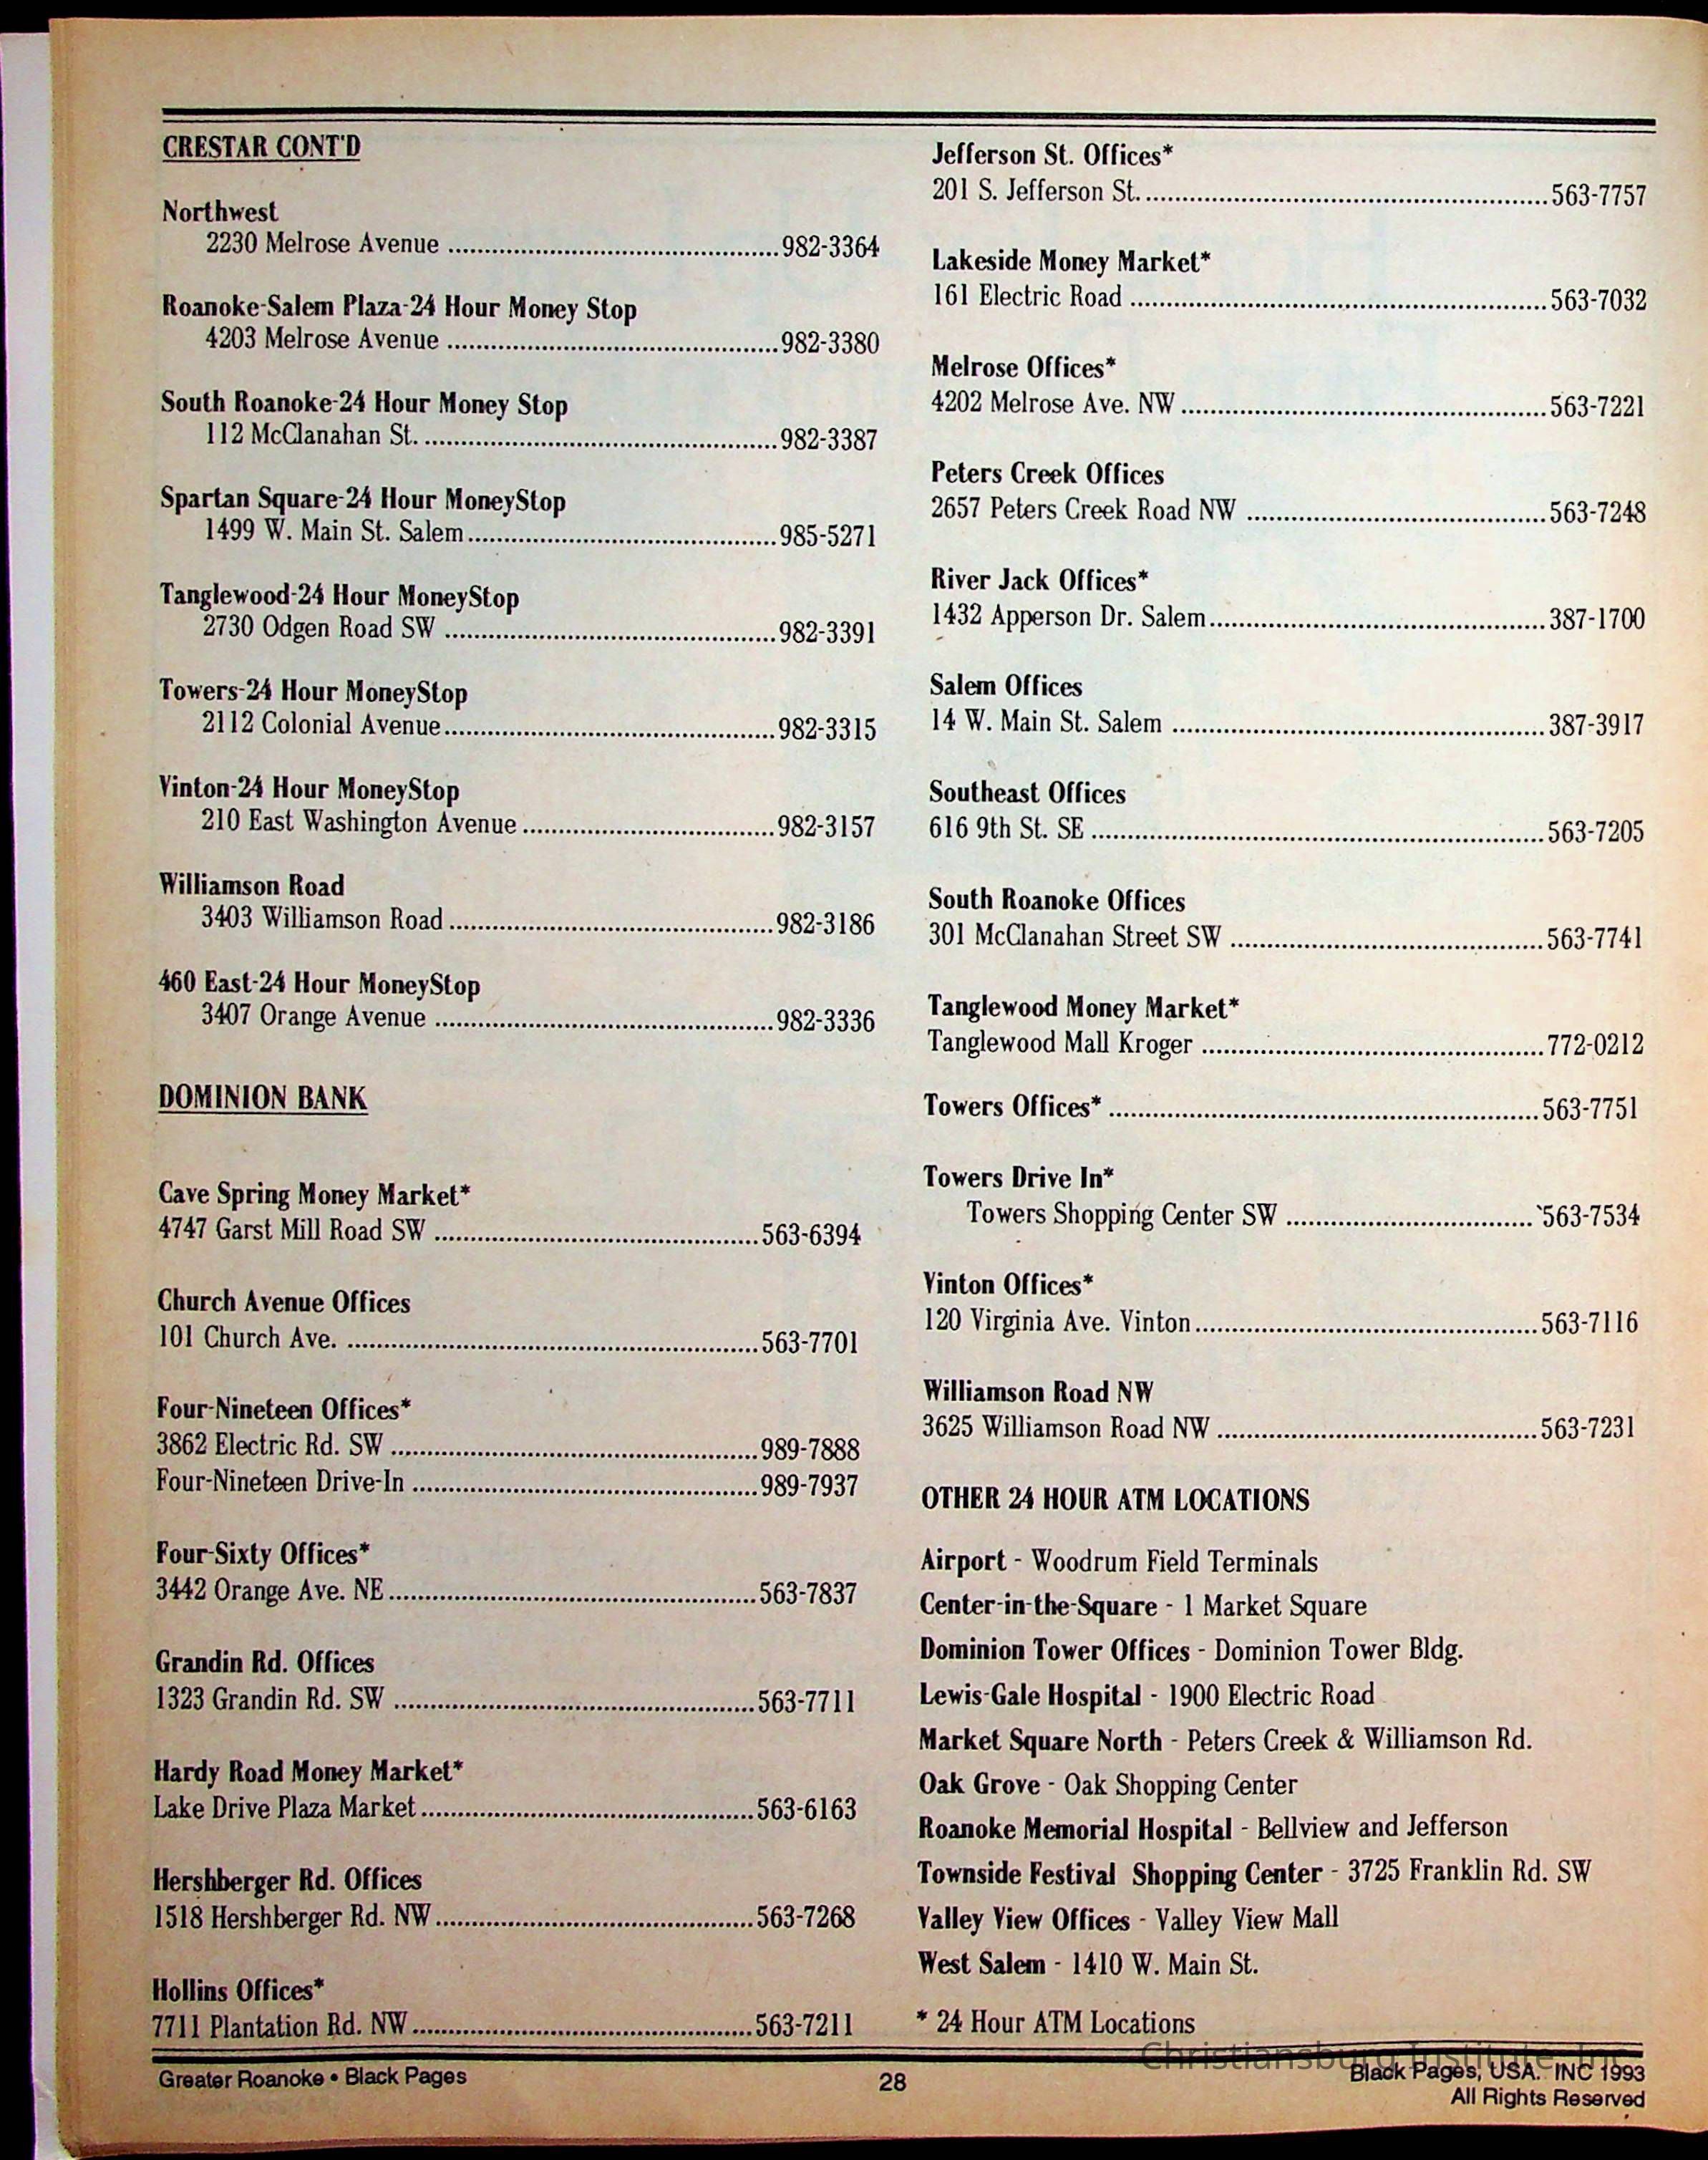 CRESTAR CONT'D
Northwest
2230 Melrose Avenue ................................................982-3364
Roanoke-Salem Plaza-24 Hour Money Stop
4203 Melrose Avenue ................................................982-3380
South Roanoke-24 Hour Money Stop
112 McClanahan St. ...................................................982-3387
Spartan Square-24 Hour MoneyStop
1499 W. Main St. Salem.............................................985-5271
Tanglewood-24 Hour MoneyStop
2730 Odgen Road SW ................................................982-3391
Towers-24 Hour MoneyStop
2112 Colonial Avenue................................................982-3315
Vinton-24 Hour MoneyStop
210 East Washington Avenue ....................................982-3157
Williamson Road
3403 Williamson Road ...............................................982-3186
460 East-24 Hour MoneyStop
3407 Orange Avenue .................................................982-3336
DOMINION BANK
Cave Spring Money Market*
4747 Garst Mill Road SW ...............................................563-6394
Church Avenue Offices
101 Church Ave. ............................................................563-7701
Four-Nineteen Offices*
3862 Electric Rd. SW .....................................................989-7888
Four-Nineteen Drive-In ..................................................989-7937
Four-Sixty Offices*
3442 Orange Ave. NE.....................................................563-7837
Grandin Rd. Offices
1323 Grandin Rd. SW ....................................................563-7711
Hardy Road Money Market*
Lake Drive Plaza Market ................................................563-6163
Hershberger Rd. Offices
1518 Hershberger Rd. NW..............................................563-7268
Hollins Offices*
7711 Plantation Rd. NW .................................................563-7211
Jefferson St. Offices*
201 S. Jefferson St. ..........................................................563-7757
Lakeside Money Market*
161 Electric Road ............................................................563-7032
Melrose Offices*
4202 Melrose Ave. NW .....................................................563-7221
Peters Creek Offices
2657 Peters Creek Road NW ...........................................563-7248
River Jack Offices*
1432 Apperson Dr. Salem.................................................387-1700
Salem Offices
14 W. Main St. Salem ......................................................387-3917
Southeast Offices
616 9th St. SE .................................................................563-7205
South Roanoke Offices
301 McClanahan Street SW .............................................563-7741
Tanglewood Money Market*
Tanglewood Mall Kroger .................................................772-0212
Towers Offices* ..............................................................563-7751
Towers Drive In*
Towers Shopping Center SW ...................................`563-7534
Vinton Offices*
120 Virginia Ave. Vinton.................................................563-7116
Williamson Road NW
3625 Williamson Road NW ..............................................563-7231
OTHER 24 HOUR ATM LOCATIONS
Airport - Woodrum Field Terminals
Center-in-the-Square - 1 Market Square
Dominion Tower Offices - Dominion Tower Bldg.
Lewis-Gale Hospital - 1900 Electric Road
Market Square North - Peters Creek & Williamson Rd.
Oak Grove - Oak Shopping Center
Roanoke Memorial Hospital - Bellview and Jefferson
Townside Festival Shopping Center - 3725 Franklin Rd. SW
Valley View Offices - Valley View Mall
West Salem - 1410 W. Main St.
* 24 Hour ATM Locations
Christiansburg Institute, Inc.
Greater Roanoke • Black Pages
28
Black Pages, USA. INC 1993
All Rights Reserved